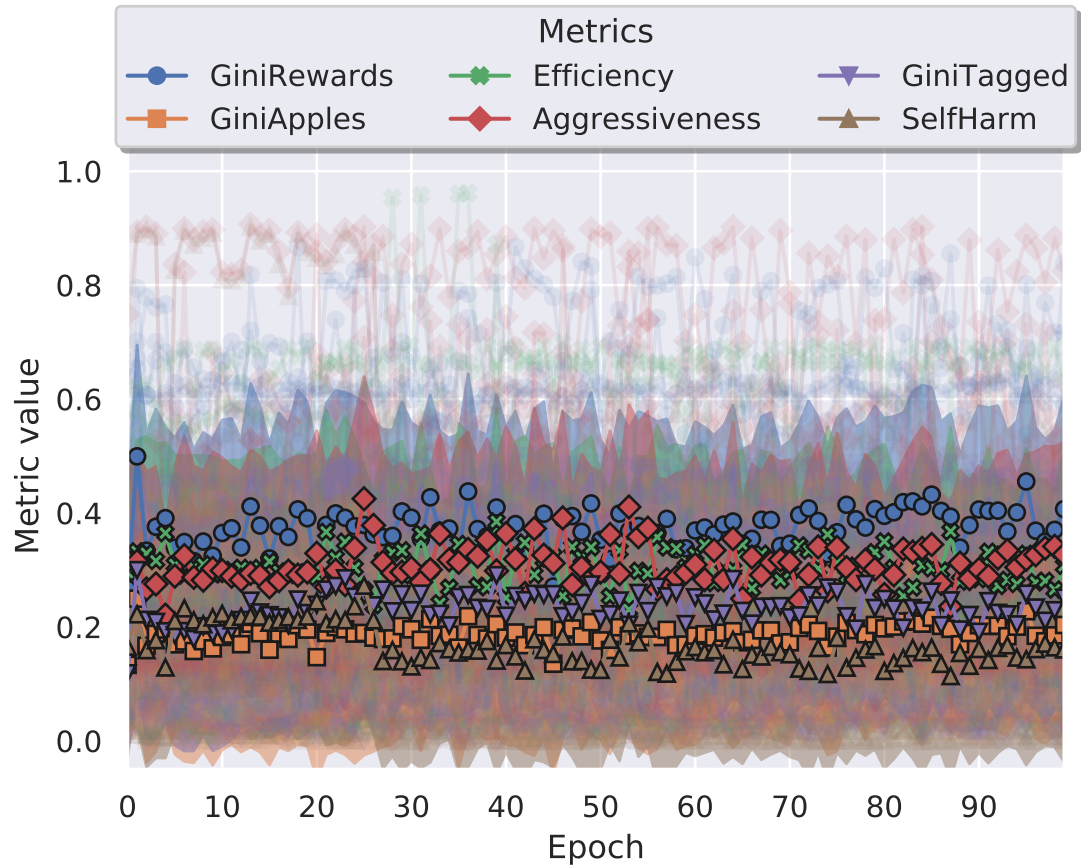 Metrics
GiniRewards Efficiency GiniTagged
GiniApples Aggressiveness SelfHarm
1.0
0.8
0.6
0.4
0.2
0.0
Metric value
0 10 20 30 40 50 60 70 80 90
Epoch